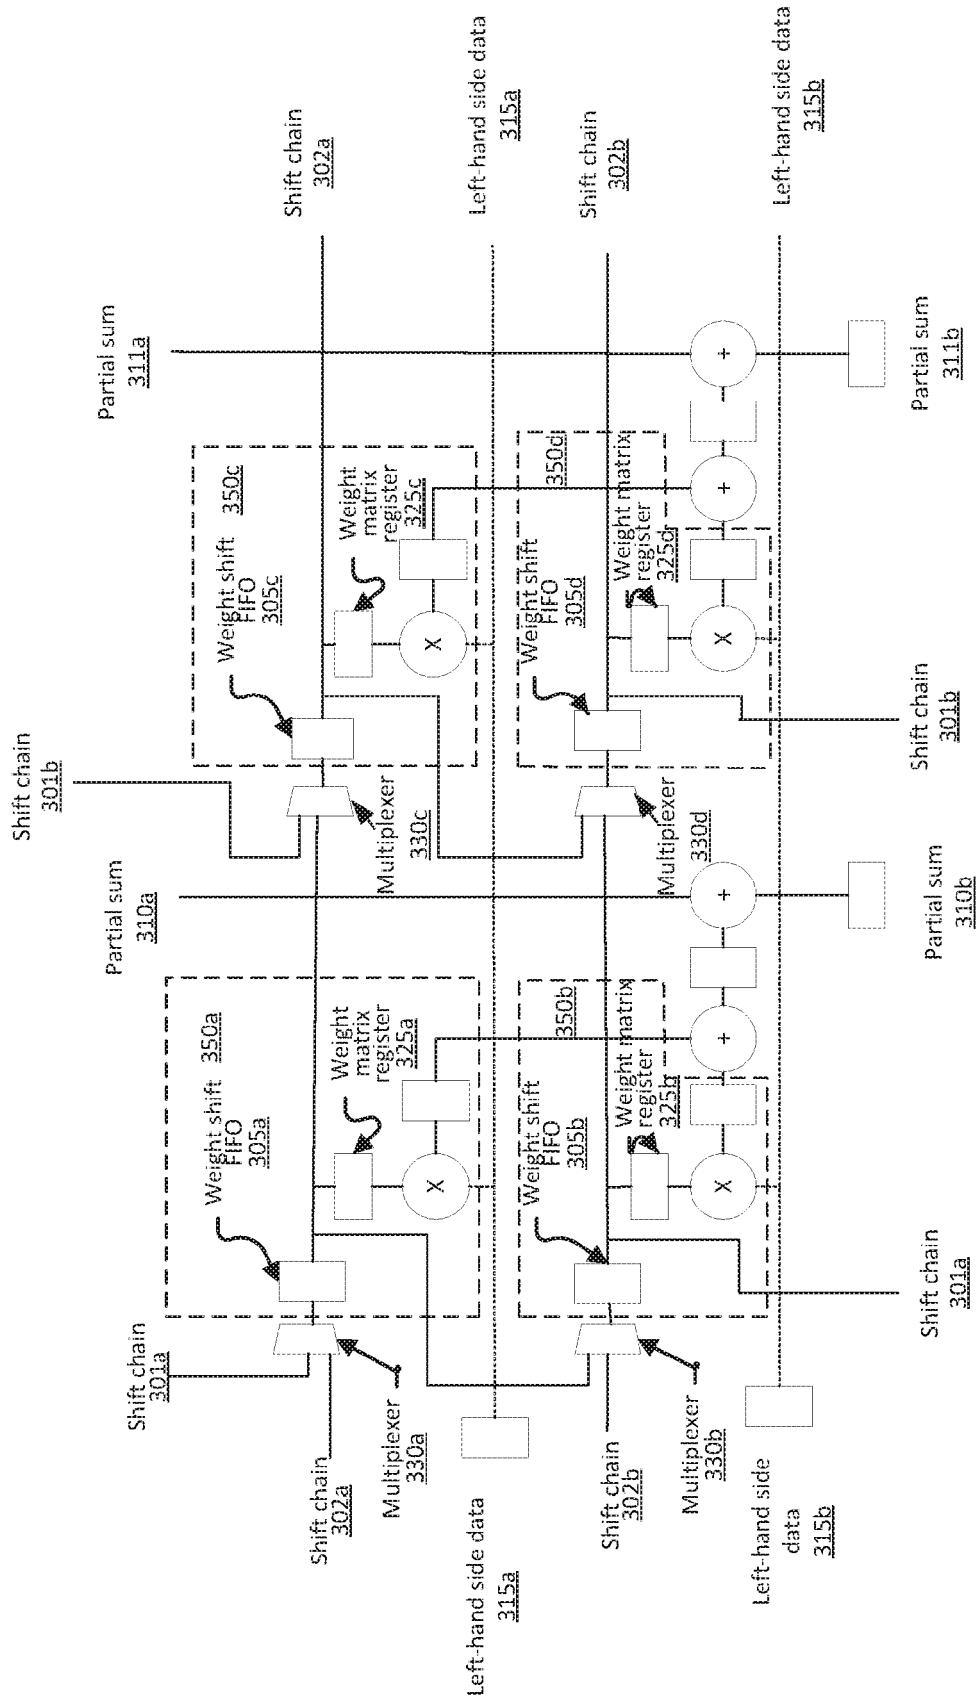 Shift chain
301a
Shift chain
302a
Multiplexer
330a
Left-hand side data
315a
Weight shift
FIFO
305a
350a
Weight
matrix
register
325a
X
Partial sum
310a
Shift chain
301b
Multiplexer
330c
Weight shift
FIFO
305c
350c
Weight
matrix
register
325c
X
Partial sum
311a
Shift chain
302a
Left-hand side data
315a
Shift chain
302b
Multiplexer
330b
Left-hand side
data
315b
Weight shift
FIFO
305b
350b
Weight matrix
register
325b
X
+
+
Shift chain
301a
Partial sum
310b
Multiplexer
330d
Weight shift
FIFO
305d
350d
Weight matrix
register
325d
X
+
+
Shift chain
301b
Partial sum
311b
Shift chain
302b
Left-hand side data
315b